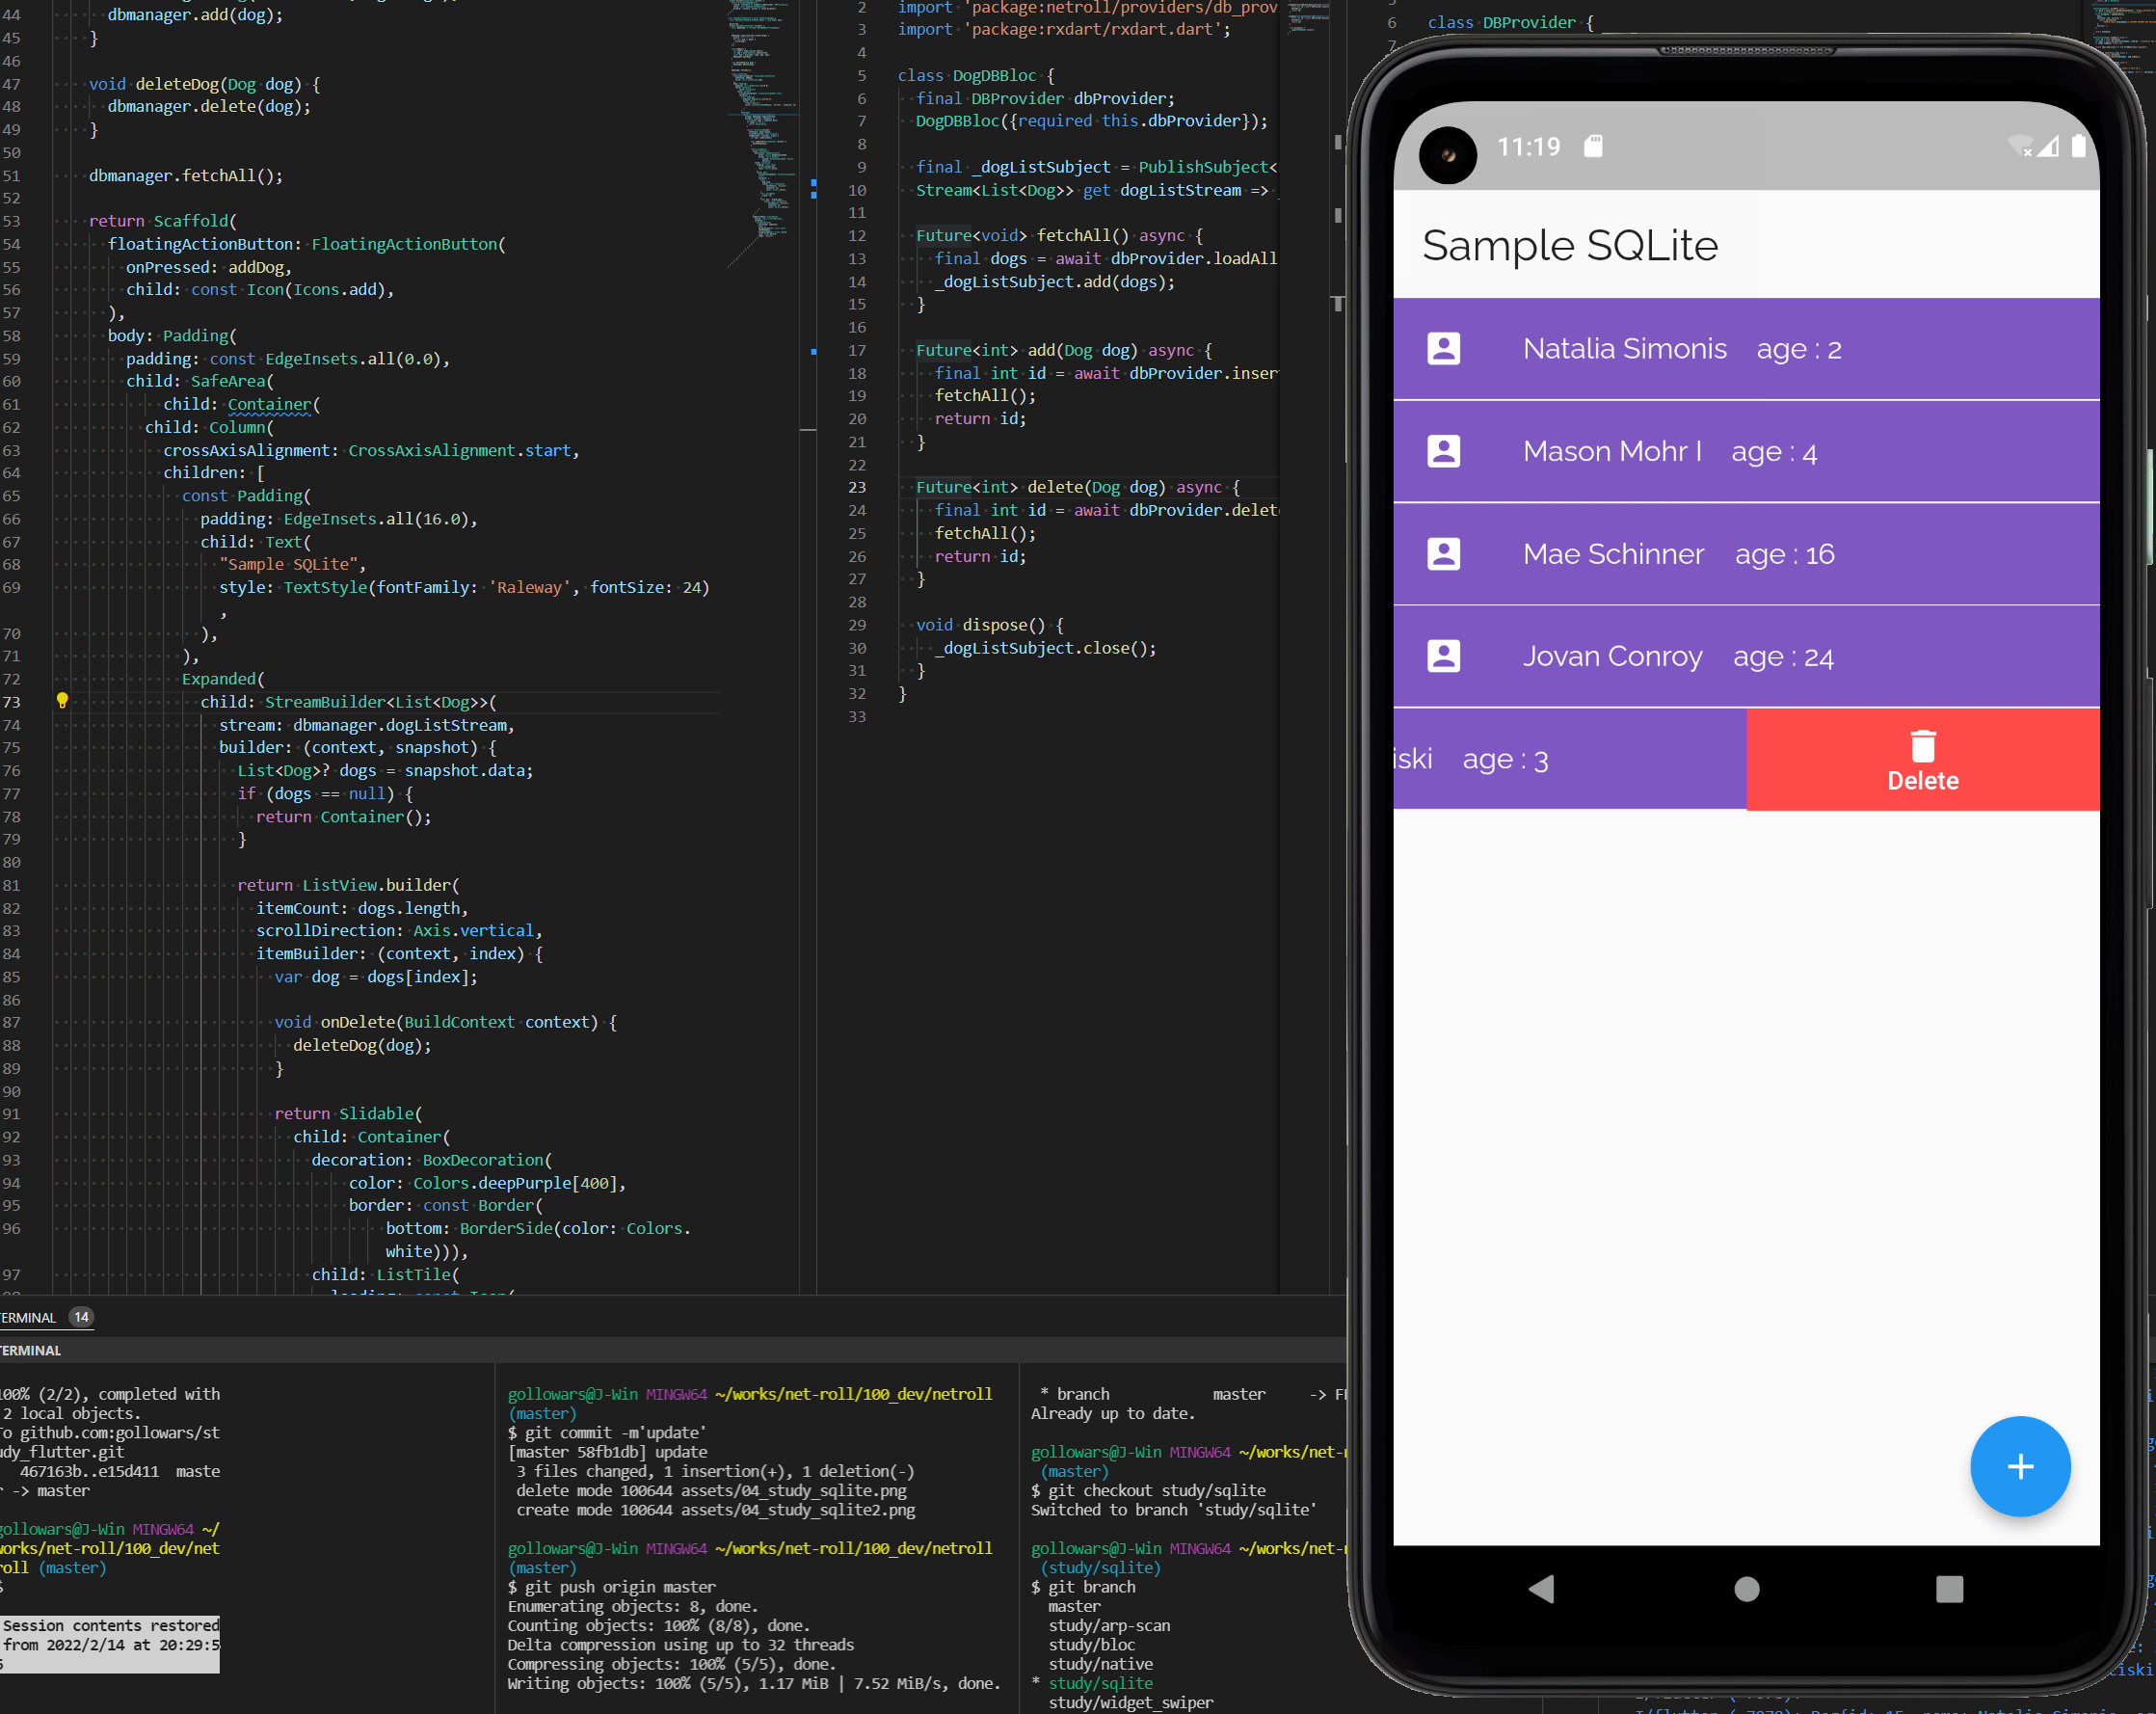 44 dbmanager.add(dog);
45 }
46
47 void deleteDog(Dog dog) {
48 dbmanager.delete(dog);
49 }
50
51 dbmanager.fetchAll();
52
53 return Scaffold(
54 floatingActionButton: FloatingActionButton(
55 onPressed: addDog,
56 child: const Icon(Icons.add),
57 ),
58 body: Padding(
59 padding: const EdgeInsets.all(0.0),
60 child: SafeArea(
61 child: Container(
62 child: Column(
63 crossAxisAlignment: CrossAxisAlignment.start,
64 children: [
65 const Padding(
66 padding: EdgeInsets.all(16.0),
67 child: Text(
68 "Sample SQLite",
69 style: TextStyle(fontFamily: 'Raleway', fontSize: 24)
,
70 ),
71 ),
72 Expanded(
73 child: StreamBuilder<List<Dog>>(
74 stream: dbmanager.dogListStream,
75 builder: (context, snapshot) {
76 List<Dog>? dogs = snapshot.data;
77 if (dogs == null) {
78 return Container();
79 }
80
81 return ListView.builder(
82 itemCount: dogs.length,
83 scrollDirection: Axis.vertical,
84 itemBuilder: (context, index) {
85 var dog = dogs[index];
86
87 void onDelete(BuildContext context) {
88 deleteDog(dog);
89 }
90
91 return Slidable(
92 child: Container(
93 decoration: BoxDecoration(
94 color: Colors.deepPurple[400],
95 border: const Border(
96 bottom: BorderSide(color: Colors.
white))),
97 child: ListTile(
2 import 'package:netroll/providers/db_prov
3 import 'package:rxdart/rxdart.dart';
4
5 class DogDBBloc {
6 final DBProvider dbProvider;
7 DogDBBloc({required this.dbProvider});
8
9 final _dogListSubject = PublishSubject<
10 Stream<List<Dog>> get dogListStream =>
11
12 Future<void> fetchAll() async {
13 final dogs = await dbProvider.loadAll
14 _dogListSubject.add(dogs);
15 }
16
17 Future<int> add(Dog dog) async {
18 final int id = await dbProvider.inser
19 fetchAll();
20 return id;
21 }
22
23 Future<int> delete(Dog dog) async {
24 final int id = await dbProvider.delet
25 fetchAll();
26 return id;
27 }
28
29 void dispose() {
30 _dogListSubject.close();
31 }
32 }
33
6 class DBProvider {
7
11:19
Sample SQLite
Natalia Simonis age : 2
Mason Mohr I age : 4
Mae Schinner age : 16
Jovan Conroy age : 24
iski age : 3
Delete
TERMINAL 14
TERMINAL
100% (2/2), completed with
2 local objects.
To github.com:gollowars/st
udy_flutter.git
467163b..e15d411 maste
r -> master
gollowars@J-Win MINGW64 ~/
works/net-roll/100_dev/net
roll (master)
$
Session contents restored
from 2022/2/14 at 20:29:5
gollowars@J-Win MINGW64 ~/works/net-roll/100_dev/netroll
(master)
$ git commit -m'update'
[master 58fb1db] update
3 files changed, 1 insertion(+), 1 deletion(-)
delete mode 100644 assets/04_study_sqlite.png
create mode 100644 assets/04_study_sqlite2.png
gollowars@J-Win MINGW64 ~/works/net-roll/100_dev/netroll
(master)
$ git push origin master
Enumerating objects: 8, done.
Counting objects: 100% (8/8), done.
Delta compression using up to 32 threads
Compressing objects: 100% (5/5), done.
Writing objects: 100% (5/5), 1.17 MiB | 7.52 MiB/s, done.
* branch master -> F
Already up to date.
gollowars@J-Win MINGW64 ~/works/net-
(master)
$ git checkout study/sqlite
Switched to branch 'study/sqlite'
gollowars@J-Win MINGW64 ~/works/net-
(study/sqlite)
$ git branch
master
study/arp-scan
study/bloc
study/native
* study/sqlite
study/widget_swiper